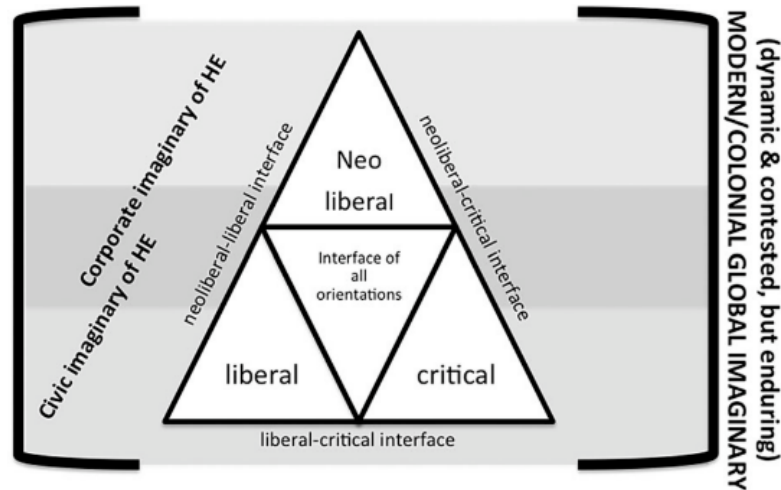 Corporate imaginary of HE
Civic imaginary of HE
neoliberal-liberal interface
Neo
liberal
neoliberal-critical interface
Interface of
all
orientations
liberal
critical
liberal-critical interface
(dynamic & contested, but enduring)
MODERN/COLONIAL GLOBAL IMAGINARY